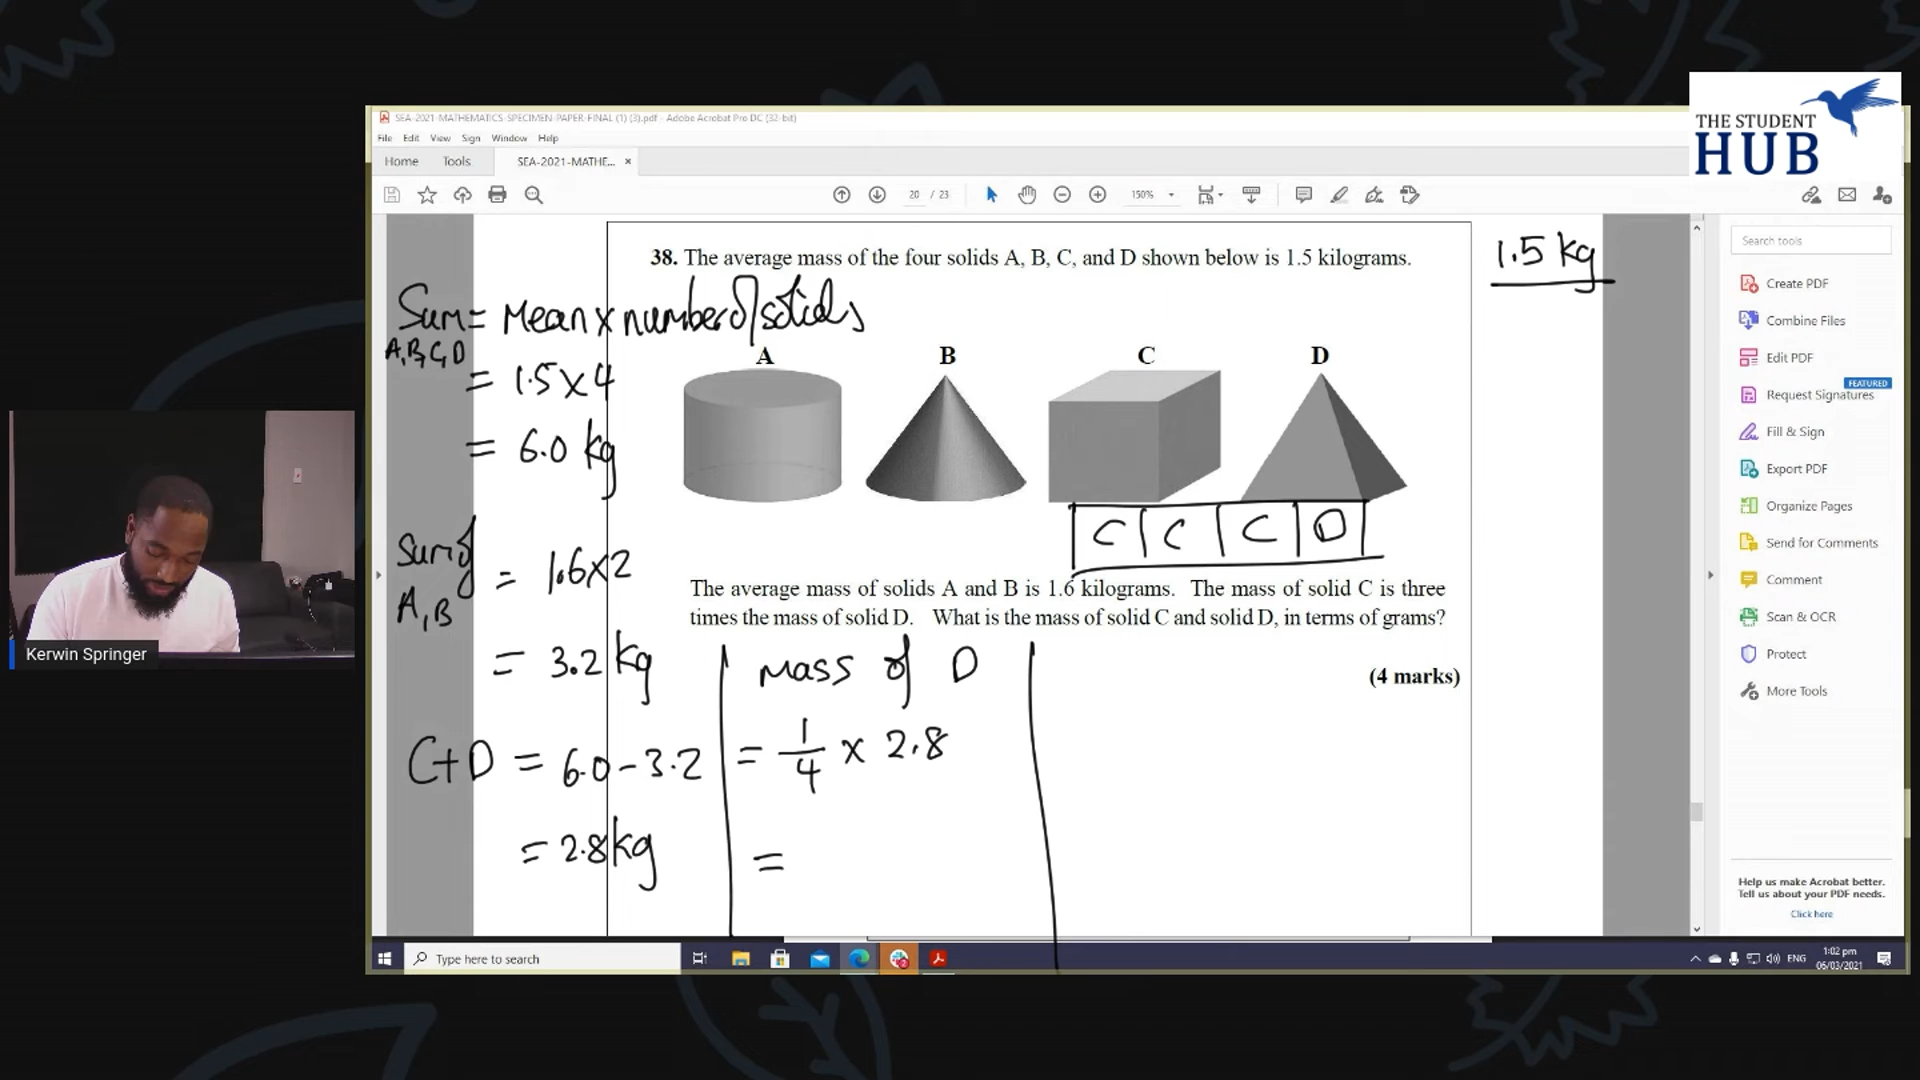 THE STUDENT
HUB
SEA-2021-MATHEMATICS-SPECIMEN-PAPER-FINAL (1) (3).pdf - Adobe Acrobat Pro DC (32-bit)
File Edit View Sign Window Help
Home Tools SEA-2021-MATHE... ×
20 / 23 150%
Search tools
Create PDF
Combine Files
Edit PDF
FEATURED
Request Signatures
Fill & Sign
Export PDF
Organize Pages
Send for Comments
Comment
Scan & OCR
Protect
More Tools
Help us make Acrobat better.
Tell us about your PDF needs.
Click here
38. The average mass of the four solids A, B, C, and D shown below is 1.5 kilograms.
1.5 kg
Sum = Mean x number of solids
A, B, C, D
= 1.5 x 4
= 6.0 kg
A B C D
C C C D
Sum of A, B = 1.6 x 2
= 3.2 kg
The average mass of solids A and B is 1.6 kilograms. The mass of solid C is three
times the mass of solid D. What is the mass of solid C and solid D, in terms of grams?
(4 marks)
C+D = 6.0 - 3.2
= 2.8 kg
Mass of D
= 1/4 x 2.8
=
Kerwin Springer
Type here to search
ENG
1:02 pm
06/03/2021